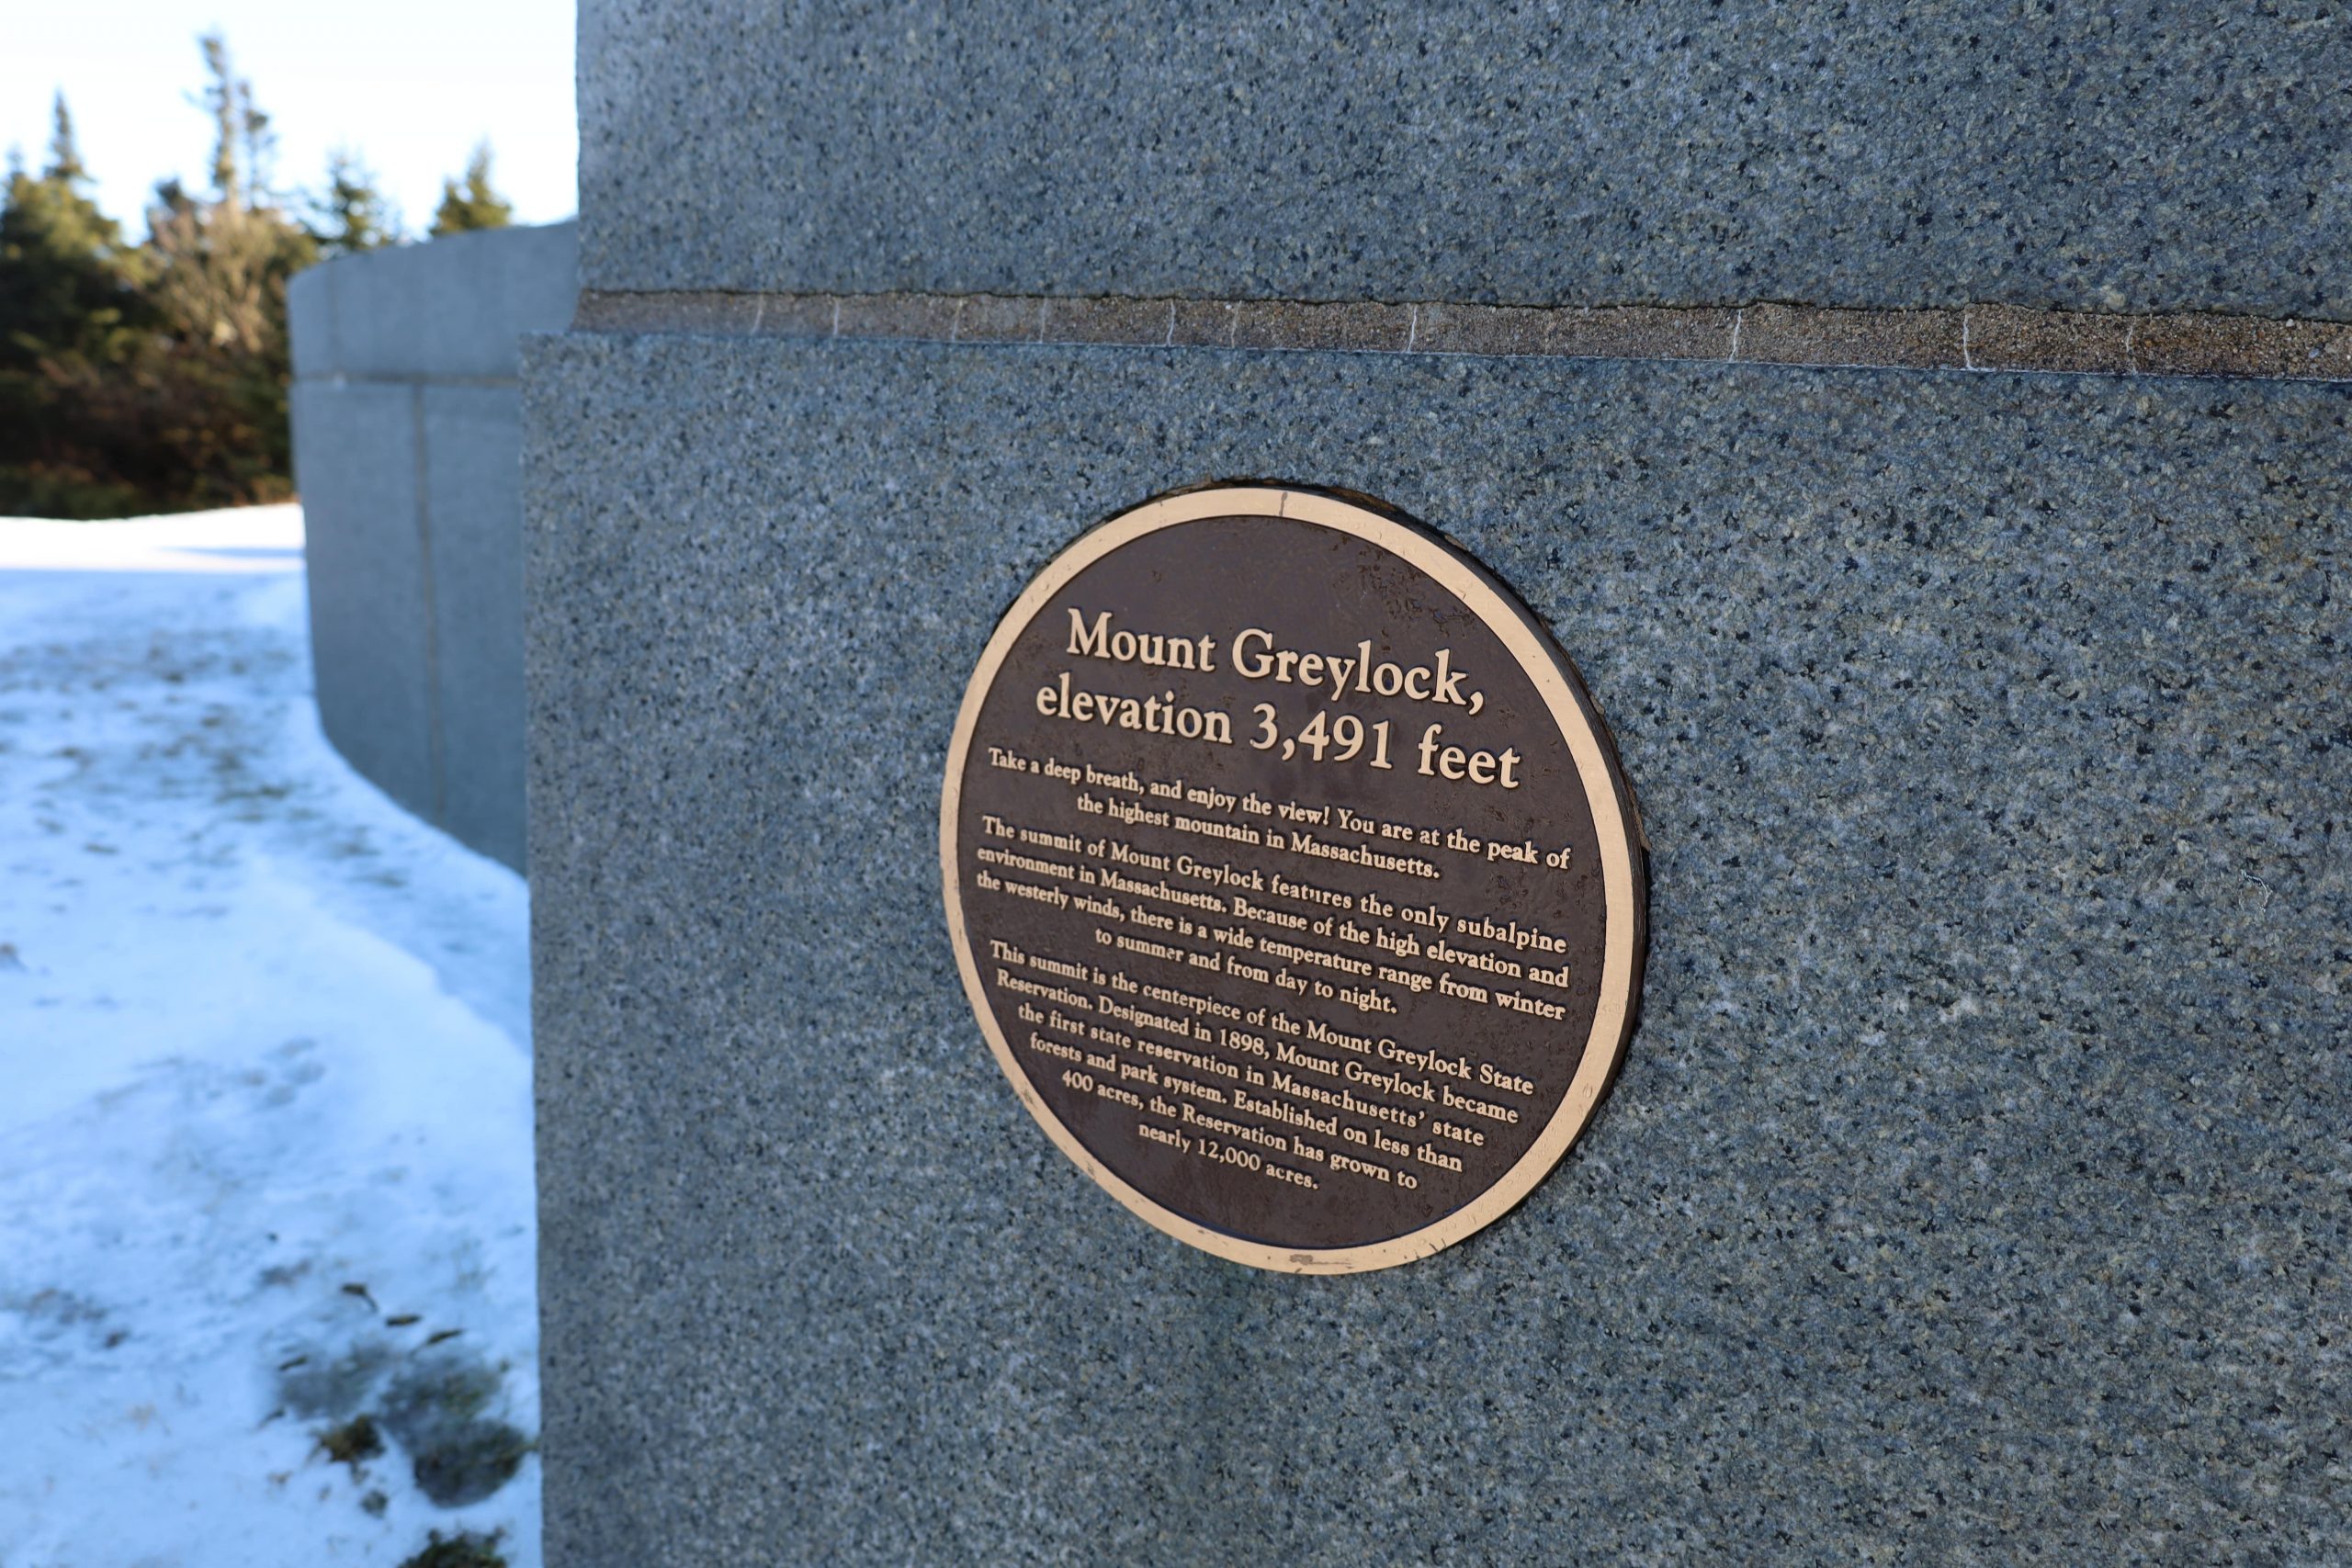 Mount Greylock,
elevation 3,491 feet
Take a deep breath, and enjoy the view! You are at the peak of
the highest mountain in Massachusetts.
The summit of Mount Greylock features the only subalpine
environment in Massachusetts. Because of the high elevation and
the westerly winds, there is a wide temperature range from winter
to summer and from day to night.
This summit is the centerpiece of the Mount Greylock State
Reservation. Designated in 1898, Mount Greylock became
the first state reservation in Massachusetts' state
forests and park system. Established on less than
400 acres, the Reservation has grown to
nearly 12,000 acres.